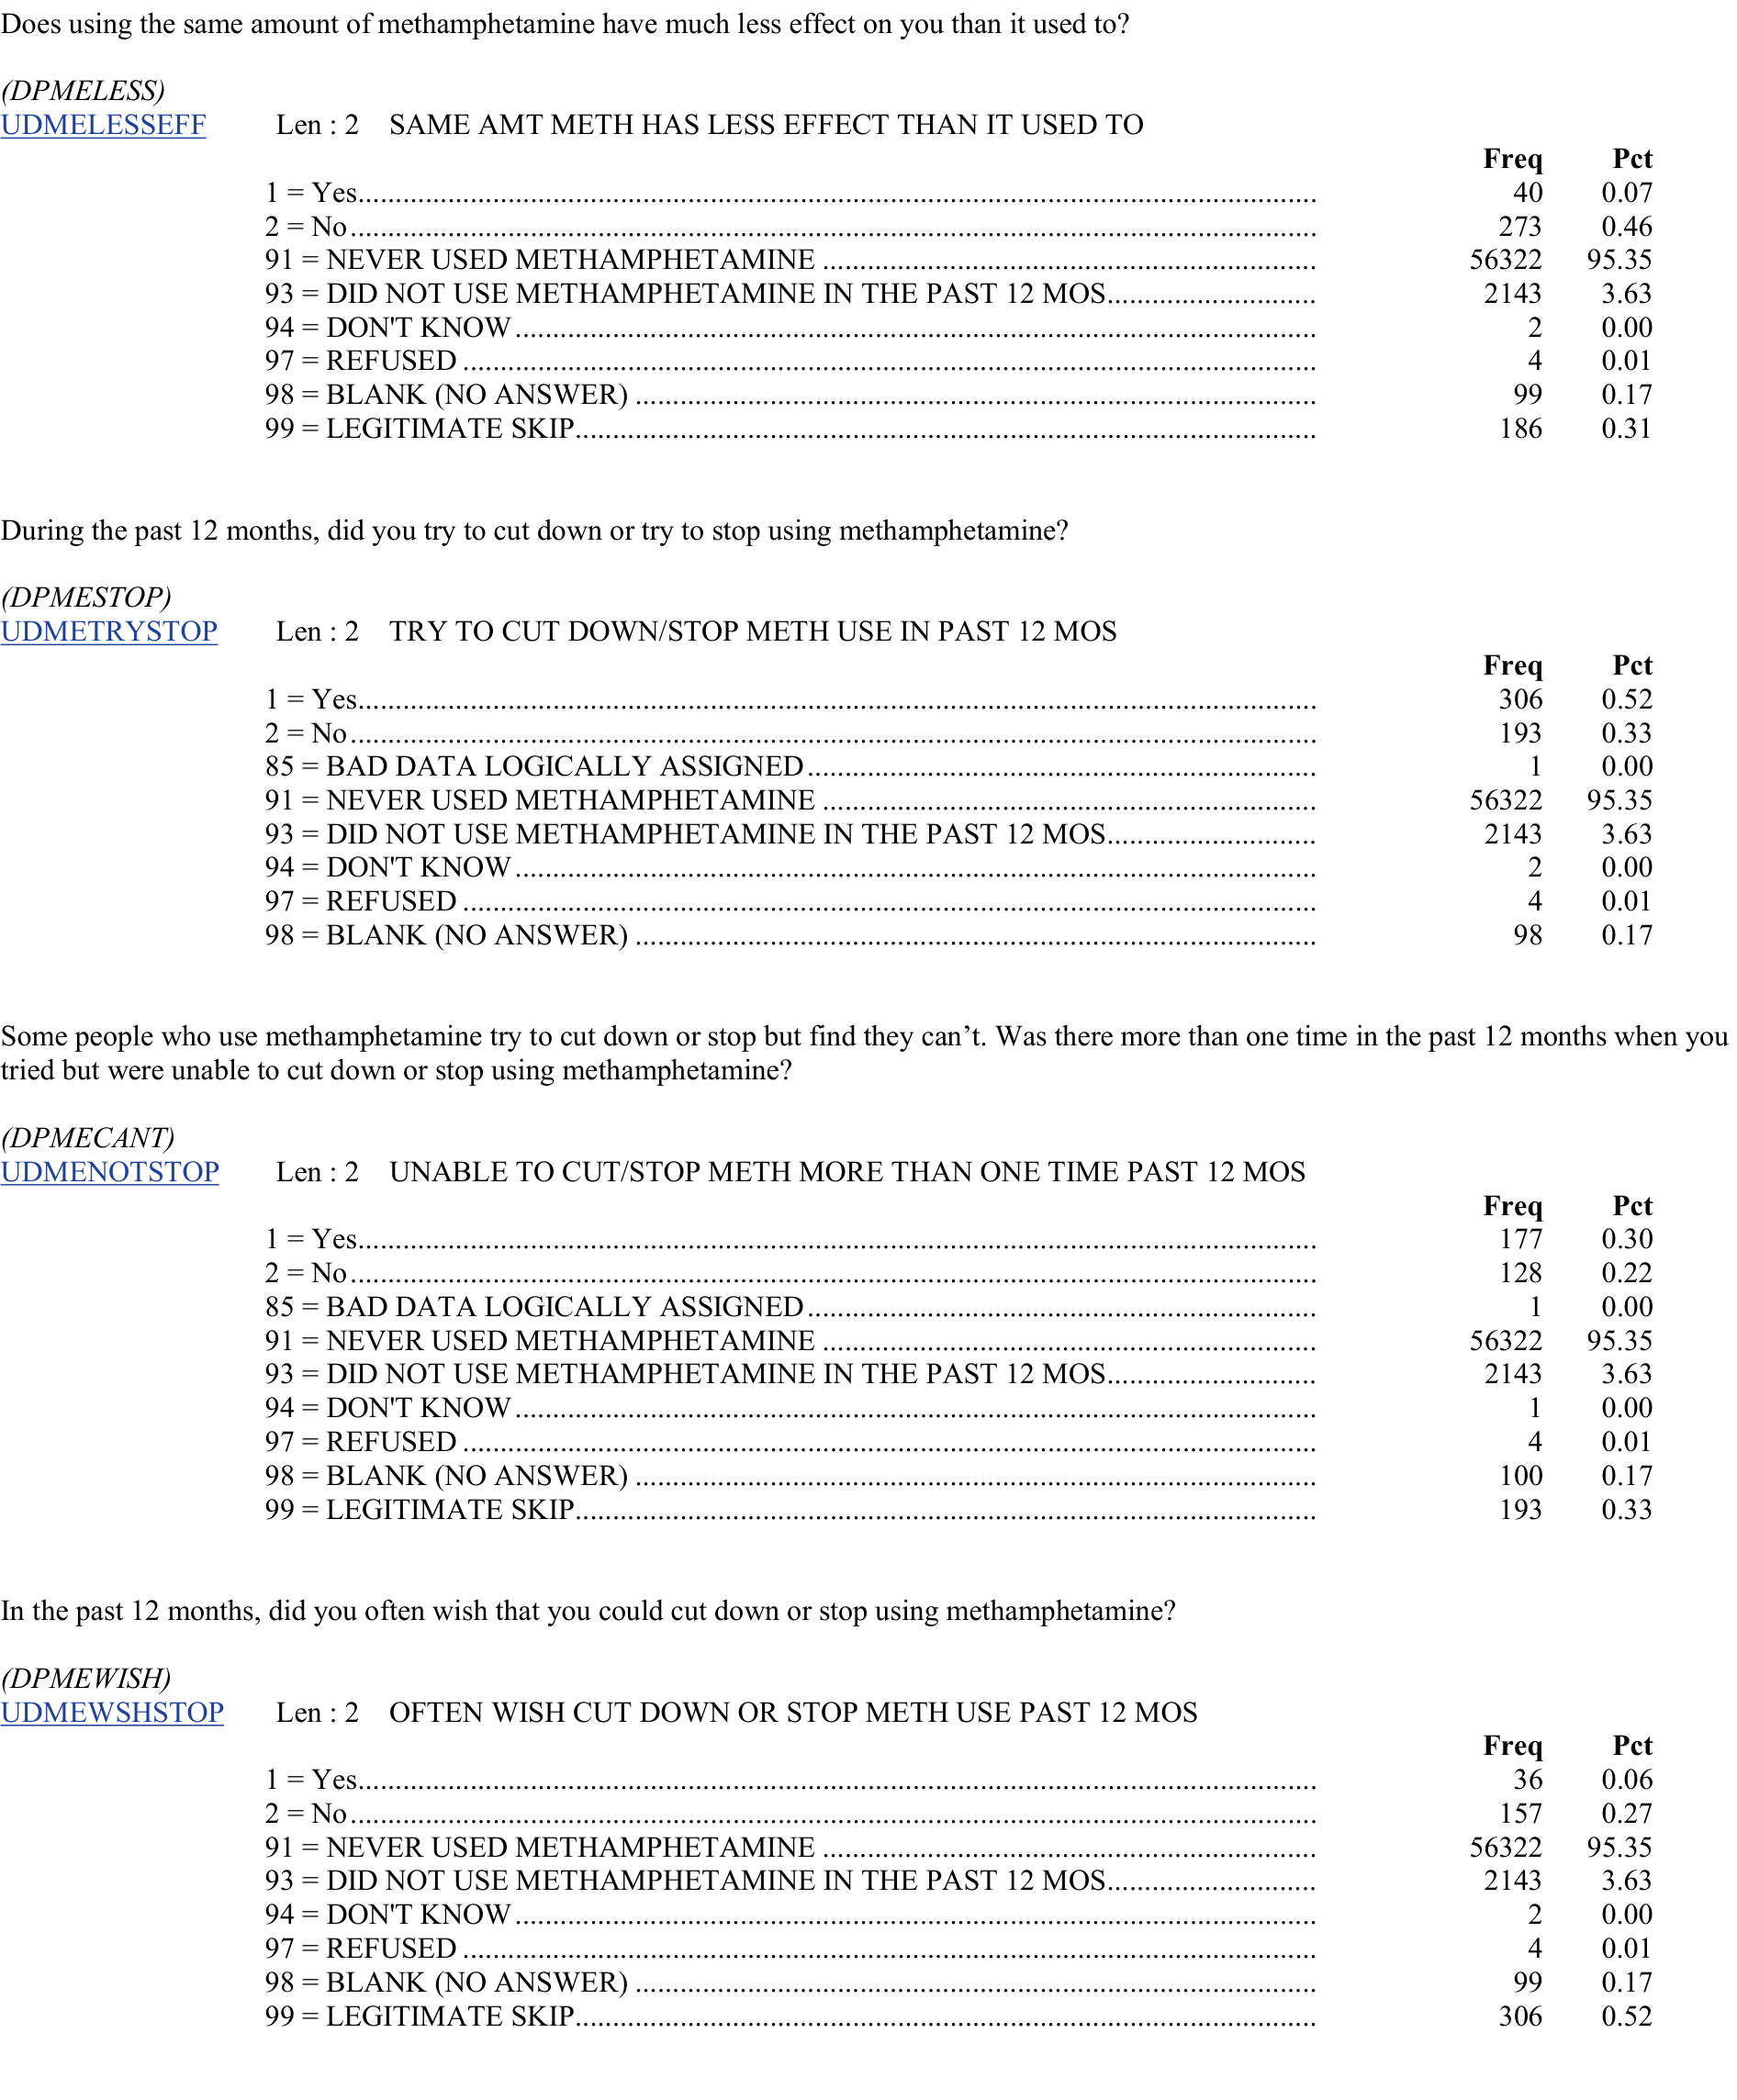 Does using the same amount of methamphetamine have much less effect on you than it used to?
(DPMELESS)
UDMELESSEFF Len : 2 SAME AMT METH HAS LESS EFFECT THAN IT USED TO
Freq Pct
1 = Yes 40 0.07
2 = No 273 0.46
91 = NEVER USED METHAMPHETAMINE 56322 95.35
93 = DID NOT USE METHAMPHETAMINE IN THE PAST 12 MOS 2143 3.63
94 = DON'T KNOW 2 0.00
97 = REFUSED 4 0.01
98 = BLANK (NO ANSWER) 99 0.17
99 = LEGITIMATE SKIP 186 0.31
During the past 12 months, did you try to cut down or try to stop using methamphetamine?
(DPMESTOP)
UDMETRYSTOP Len : 2 TRY TO CUT DOWN/STOP METH USE IN PAST 12 MOS
Freq Pct
1 = Yes 306 0.52
2 = No 193 0.33
85 = BAD DATA LOGICALLY ASSIGNED 1 0.00
91 = NEVER USED METHAMPHETAMINE 56322 95.35
93 = DID NOT USE METHAMPHETAMINE IN THE PAST 12 MOS 2143 3.63
94 = DON'T KNOW 2 0.00
97 = REFUSED 4 0.01
98 = BLANK (NO ANSWER) 98 0.17
Some people who use methamphetamine try to cut down or stop but find they can’t. Was there more than one time in the past 12 months when you
tried but were unable to cut down or stop using methamphetamine?
(DPMECANT)
UDMENOTSTOP Len : 2 UNABLE TO CUT/STOP METH MORE THAN ONE TIME PAST 12 MOS
Freq Pct
1 = Yes 177 0.30
2 = No 128 0.22
85 = BAD DATA LOGICALLY ASSIGNED 1 0.00
91 = NEVER USED METHAMPHETAMINE 56322 95.35
93 = DID NOT USE METHAMPHETAMINE IN THE PAST 12 MOS 2143 3.63
94 = DON'T KNOW 1 0.00
97 = REFUSED 4 0.01
98 = BLANK (NO ANSWER) 100 0.17
99 = LEGITIMATE SKIP 193 0.33
In the past 12 months, did you often wish that you could cut down or stop using methamphetamine?
(DPMEWISH)
UDMEWSHSTOP Len : 2 OFTEN WISH CUT DOWN OR STOP METH USE PAST 12 MOS
Freq Pct
1 = Yes 36 0.06
2 = No 157 0.27
91 = NEVER USED METHAMPHETAMINE 56322 95.35
93 = DID NOT USE METHAMPHETAMINE IN THE PAST 12 MOS 2143 3.63
94 = DON'T KNOW 2 0.00
97 = REFUSED 4 0.01
98 = BLANK (NO ANSWER) 99 0.17
99 = LEGITIMATE SKIP 306 0.52